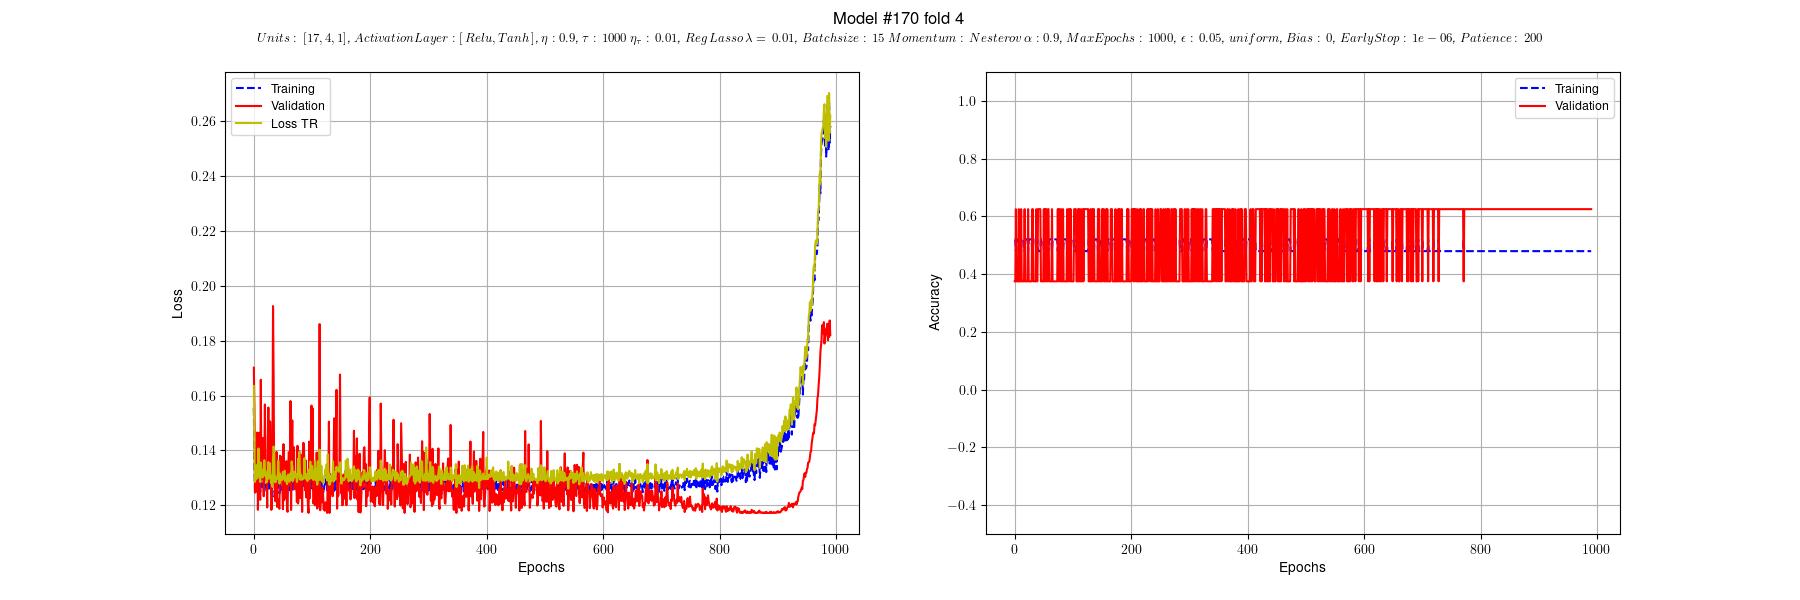 Model #170 fold 4
Units : [17, 4, 1], ActivationLayer : [ Relu, Tanh ], η : 0.9, τ : 1000 η_τ : 0.01, Reg Lasso λ = 0.01, Batchsize : 15 Momentum : Nesterov α : 0.9, MaxEpochs : 1000, ϵ : 0.05, uniform, Bias : 0, EarlyStop : 1e − 06, Patience : 200
Training
Validation
Loss TR
0.26
0.24
0.22
0.20
0.18
0.16
0.14
0.12
Loss
0
200
400
600
800
1000
Epochs
Training
Validation
1.0
0.8
0.6
0.4
0.2
0.0
−0.2
−0.4
Accuracy
0
200
400
600
800
1000
Epochs